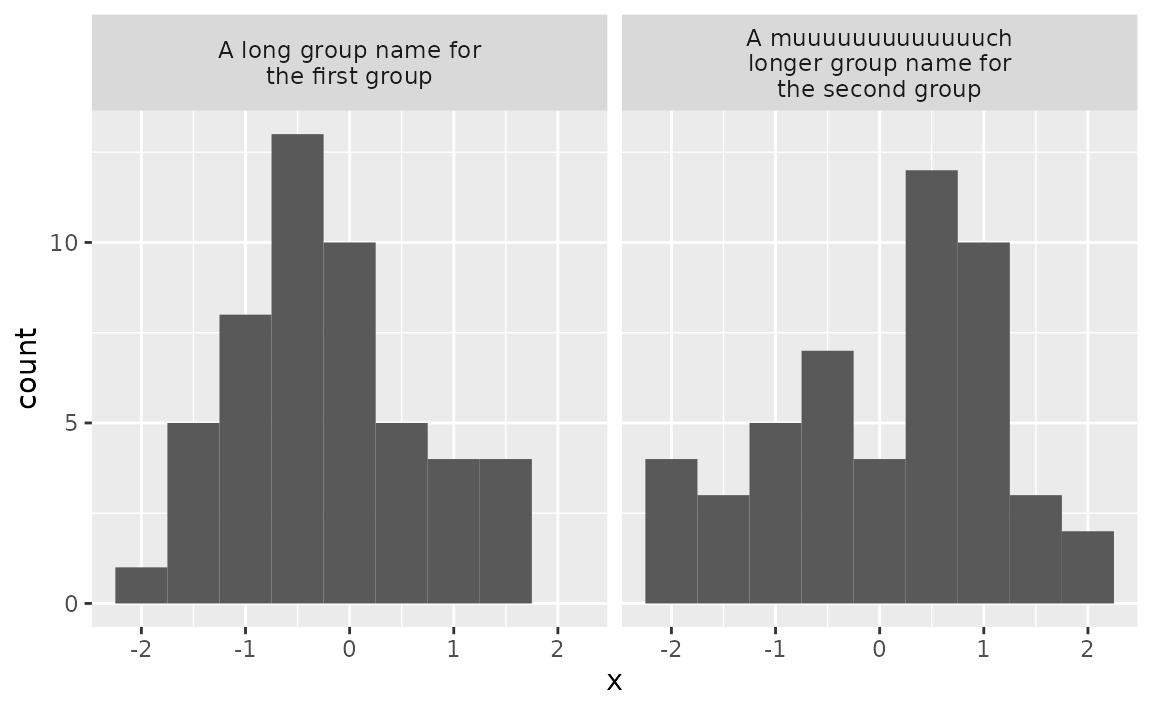 A long group name for
the first group
A muuuuuuuuuuuuuch
longer group name for
the second group
10
5
0
count
-2 -1 0 1 2
-2 -1 0 1 2
x